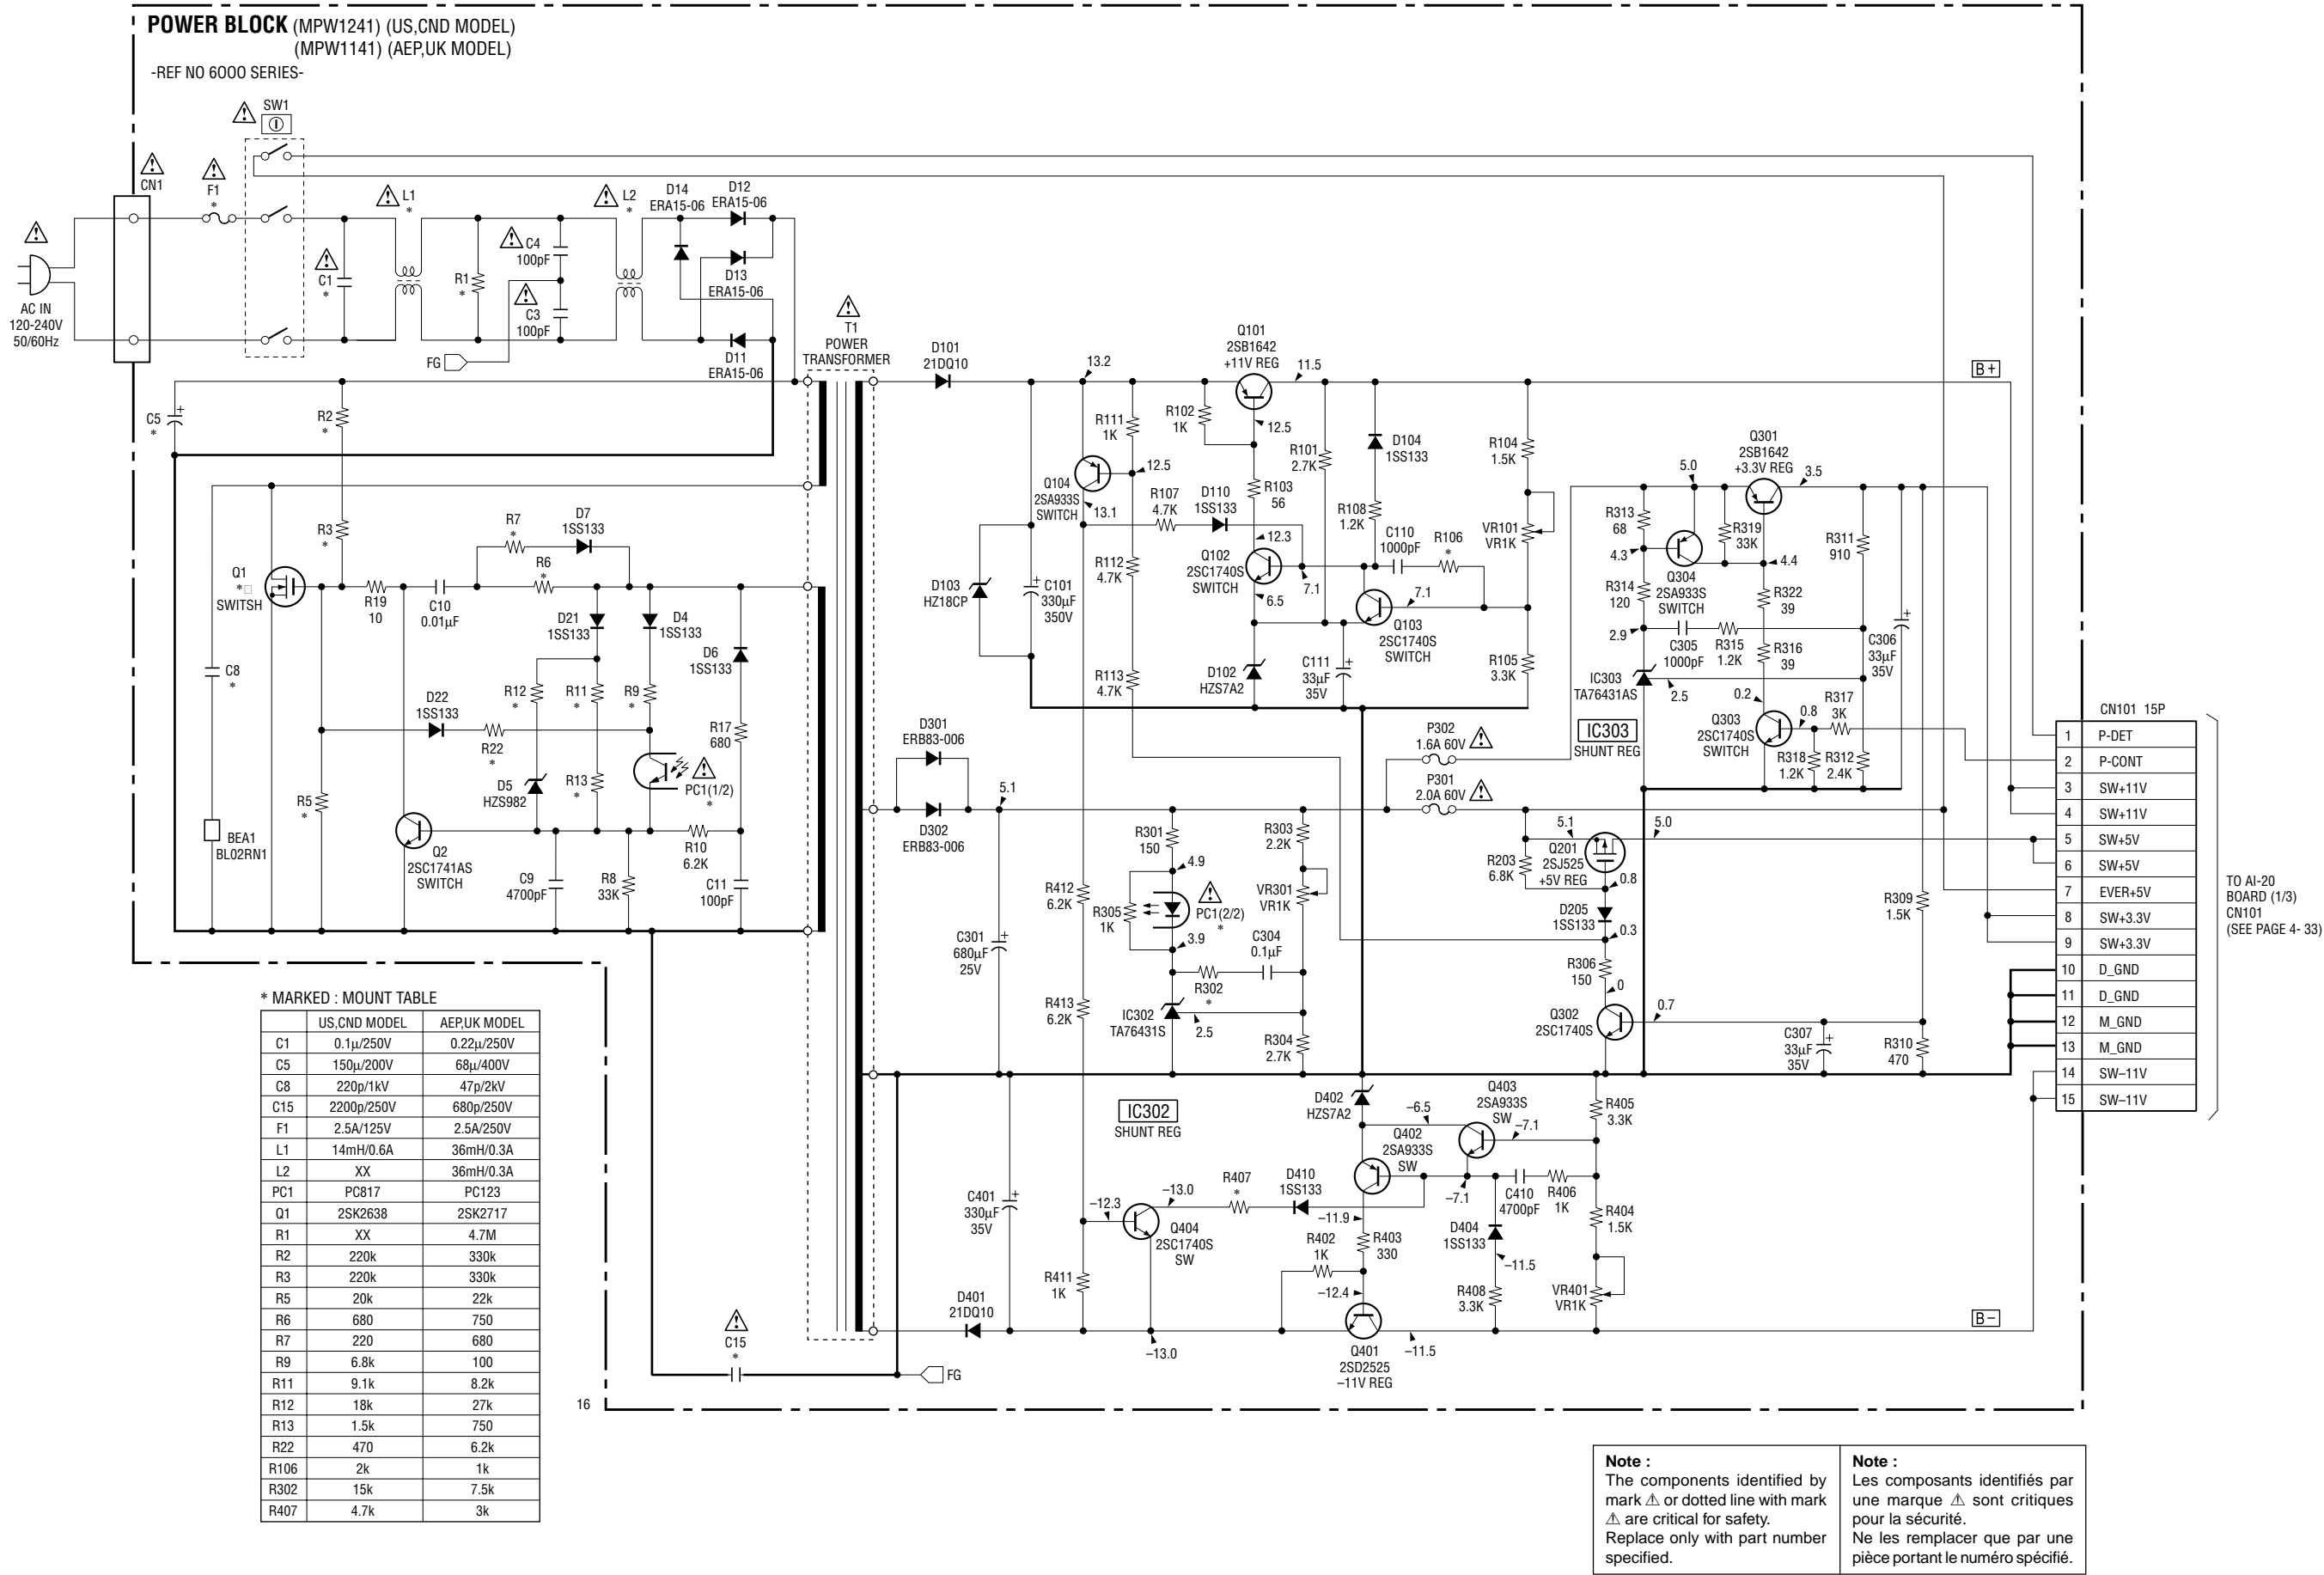 POWER BLOCK (MPW1241) (US,CND MODEL)
(MPW1141) (AEP,UK MODEL)
-REF NO 6000 SERIES-
SW1
CN1
F1
*
L1
*
L2
*
D14
ERA15-06
D12
ERA15-06
C4
100pF
C1
*
R1
*
D13
ERA15-06
C3
100pF
AC IN
120-240V
50/60Hz
FG
D11
ERA15-06
T1
POWER
TRANSFORMER
D101
21DQ10
13.2
Q101
2SB1642
+11V REG
11.5
B+
C5
*
R2
*
R111
1K
R102
1K
12.5
R101
2.7K
D104
1SS133
R104
1.5K
Q301
2SB1642
+3.3V REG
5.0
3.5
12.5
Q104
2SA933S
SWITCH
13.1
R107
4.7K
D110
1SS133
R103
56
R108
1.2K
C110
1000pF
R106
*
VR101
VR1K
R313
68
R319
33K
R311
910
R3
*
R7
*
D7
1SS133
R6
*
4.3
4.4
Q1
*□
SWITSH
R19
10
C10
0.01µF
12.3
Q102
2SC1740S
SWITCH
7.1
6.5
R112
4.7K
D103
HZ18CP
C101
330µF
350V
Q304
2SA933S
SWITCH
R314
120
R322
39
D21
1SS133
D4
1SS133
7.1
Q103
2SC1740S
SWITCH
2.9
C305
1000pF
R315
1.2K
R316
39
C306
33µF
35V
D6
1SS133
R105
3.3K
C8
*
D22
1SS133
R12
*
R11
*
R9
*
R113
4.7K
D102
HZS7A2
C111
33µF
35V
IC303
TA76431AS
2.5
0.2
R17
680
D301
ERB83-006
P302
1.6A 60V
IC303
SHUNT REG
Q303
2SC1740S
SWITCH
0.8
R317
3K
R318
1.2K
R312
2.4K
R22
*
D5
HZS982
R13
*
PC1(1/2)
*
P301
2.0A 60V
5.1
R5
*
D302
ERB83-006
BEA1
BL02RN1
Q2
2SC1741AS
SWITCH
R10
6.2K
C9
4700pF
R8
33K
C11
100pF
R301
150
R303
2.2K
4.9
R203
6.8K
5.1
Q201
2SJ525
+5V REG
5.0
0.8
R412
6.2K
R305
1K
PC1(2/2)
*
VR301
VR1K
D205
1SS133
R309
1.5K
0.3
C301
680µF
25V
3.9
C304
0.1µF
R302
*
R306
150
0
R413
6.2K
IC302
TA76431S
2.5
R304
2.7K
Q302
2SC1740S
0.7
C307
33µF
35V
R310
470
CN101 15P
1 P-DET
2 P-CONT
3 SW+11V
4 SW+11V
5 SW+5V
6 SW+5V
7 EVER+5V
8 SW+3.3V
9 SW+3.3V
10 D_GND
11 D_GND
12 M_GND
13 M_GND
14 SW–11V
15 SW–11V
TO AI-20
BOARD (1/3)
CN101
(SEE PAGE 4- 33)
IC302
SHUNT REG
D402
HZS7A2
–6.5
Q403
2SA933S
SW
–7.1
R405
3.3K
Q402
2SA933S
SW
C401
330µF
35V
–12.3
–13.0
R407
*
D410
1SS133
–7.1
C410
4700pF
R406
1K
–11.9
Q404
2SC1740S
SW
R402
1K
R403
330
D404
1SS133
R404
1.5K
–11.5
R411
1K
–12.4
R408
3.3K
VR401
VR1K
D401
21DQ10
B–
–13.0
Q401
2SD2525
–11V REG
–11.5
C15
*
FG
16
* MARKED : MOUNT TABLE
US,CND MODEL AEP,UK MODEL
C1 0.1µ/250V 0.22µ/250V
C5 150µ/200V 68µ/400V
C8 220p/1kV 47p/2kV
C15 2200p/250V 680p/250V
F1 2.5A/125V 2.5A/250V
L1 14mH/0.6A 36mH/0.3A
L2 XX 36mH/0.3A
PC1 PC817 PC123
Q1 2SK2638 2SK2717
R1 XX 4.7M
R2 220k 330k
R3 220k 330k
R5 20k 22k
R6 680 750
R7 220 680
R9 6.8k 100
R11 9.1k 8.2k
R12 18k 27k
R13 1.5k 750
R22 470 6.2k
R106 2k 1k
R302 15k 7.5k
R407 4.7k 3k
Note :
The components identified by
mark ⚠ or dotted line with mark
⚠ are critical for safety.
Replace only with part number
specified.
Note :
Les composants identifiés par
une marque ⚠ sont critiques
pour la sécurité.
Ne les remplacer que par une
pièce portant le numéro spécifié.